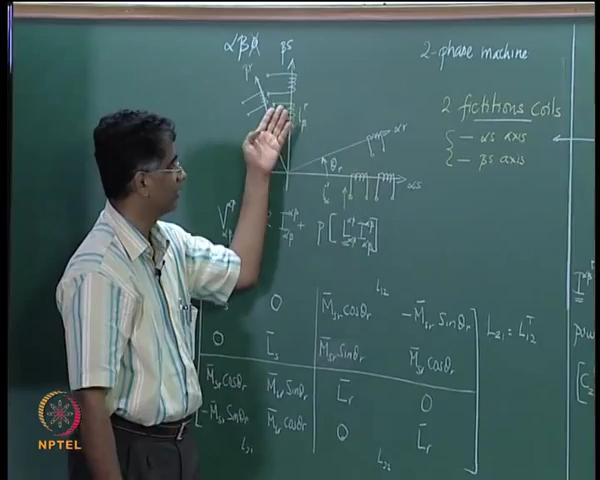 αβ
βs
2-phase machine
βr
2 fictitious coils
αr
— αs axis
θr
— βs axis
αs
p [ L I ]
L12
0
M̄sr cosθr
-M̄sr Sinθr
L21 = L12ᵀ
0
L̄s
M̄sr Sinθr
M̄sr cosθr
M̄sr cosθr
M̄sr Sinθr
L̄r
0
-M̄sr Sinθr
M̄sr cosθr
0
L̄r
L21
L22
NPTEL